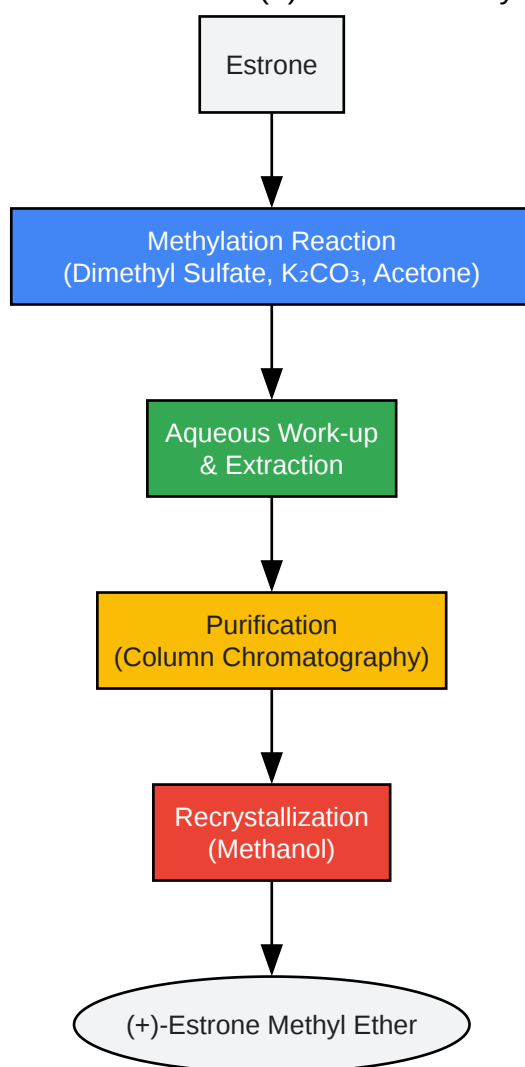 Estrone
Methylation Reaction
(Dimethyl Sulfate, K₂CO₃, Acetone)
Aqueous Work-up
& Extraction
Purification
(Column Chromatography)
Recrystallization
(Methanol)
(+)-Estrone Methyl Ether